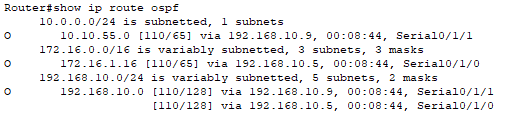 Router#show ip route ospf
     10.0.0.0/24 is subnetted, 1 subnets
O       10.10.55.0 [110/65] via 192.168.10.9, 00:08:44, Serial0/1/1
     172.16.0.0/16 is variably subnetted, 3 subnets, 3 masks
O       172.16.1.16 [110/65] via 192.168.10.5, 00:08:44, Serial0/1/0
     192.168.10.0/24 is variably subnetted, 5 subnets, 2 masks
O       192.168.10.0 [110/128] via 192.168.10.9, 00:08:44, Serial0/1/1
                     [110/128] via 192.168.10.5, 00:08:44, Serial0/1/0